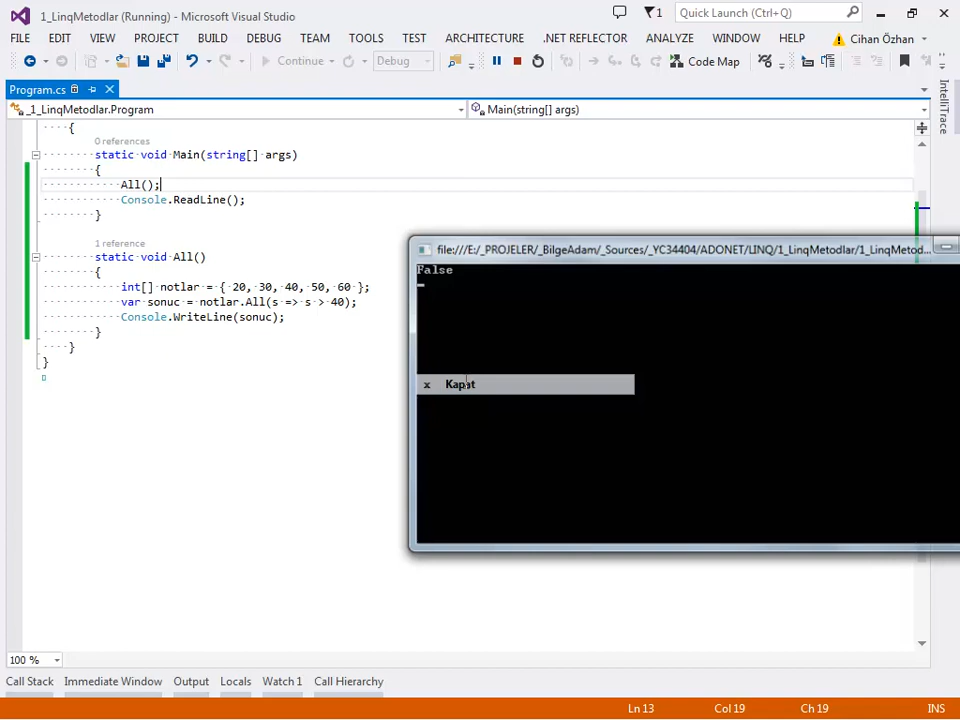 1_LinqMetodlar (Running) - Microsoft Visual Studio
1
Quick Launch (Ctrl+Q)
FILE EDIT VIEW PROJECT BUILD DEBUG TEAM TOOLS TEST ARCHITECTURE .NET REFLECTOR ANALYZE WINDOW HELP Cihan Özhan
Continue Debug Code Map
Program.cs
_1_LinqMetodlar.Program Main(string[] args)
IntelliTrace
{
0 references
static void Main(string[] args)
{
All();
Console.ReadLine();
}
1 reference
static void All()
{
int[] notlar = { 20, 30, 40, 50, 60 };
var sonuc = notlar.All(s => s > 40);
Console.WriteLine(sonuc);
}
}
}
file:///E:/_PROJELER/_BilgeAdam/_Sources/_YC34404/ADONET/LINQ/1_LinqMetodlar/1_LinqMetod...
False
x Kapat
100 %
Call Stack Immediate Window Output Locals Watch 1 Call Hierarchy
Ln 13 Col 19 Ch 19 INS